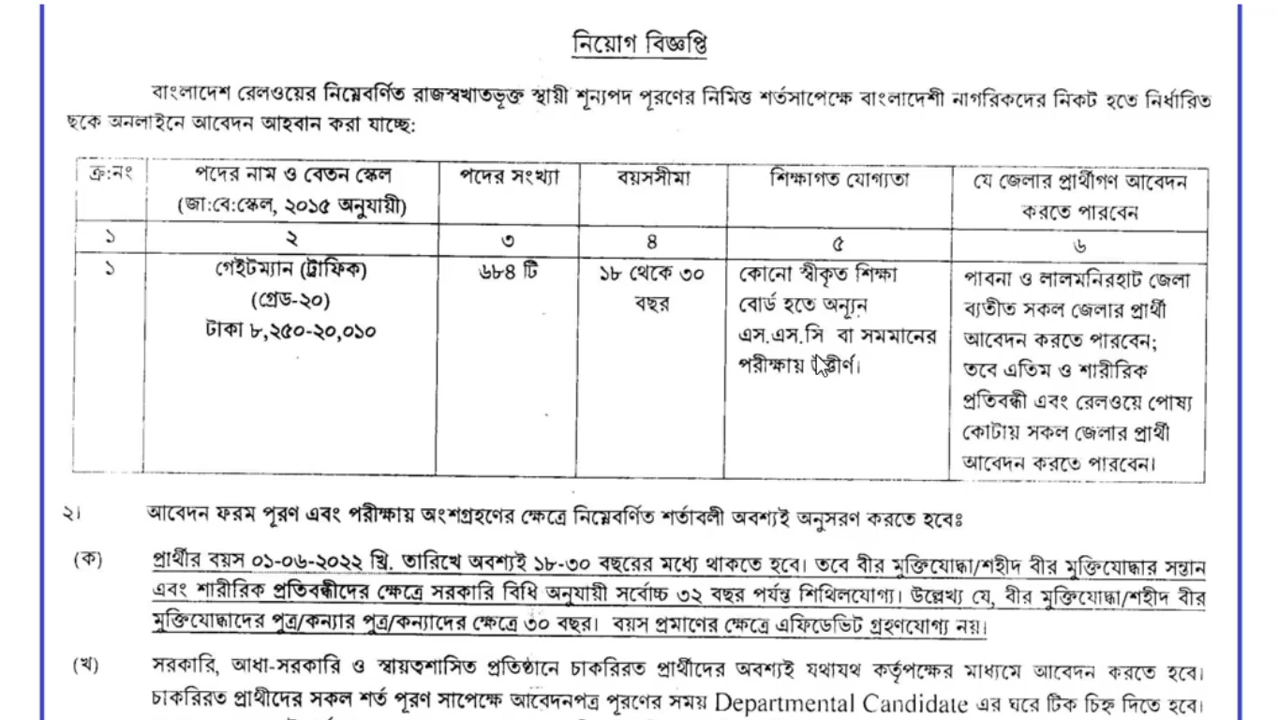 নিয়োগ বিজ্ঞপ্তি
বাংলাদেশ রেলওয়ের নিম্নেবর্ণিত রাজস্বখাতভূক্ত স্থায়ী শূন্যপদ পূরণের নিমিত্ত শর্তসাপেক্ষে বাংলাদেশী নাগরিকদের নিকট হতে নির্ধারিত
ছকে অনলাইনে আবেদন আহবান করা যাচ্ছে:
ক্র:নং পদের নাম ও বেতন স্কেল পদের সংখ্যা বয়সসীমা শিক্ষাগত যোগ্যতা যে জেলার প্রার্থীগণ আবেদন
(জা:বে:স্কেল, ২০১৫ অনুযায়ী) করতে পারবেন
১ ২ ৩ ৪ ৫ ৬
১ গেইটম্যান (ট্রাফিক) ৬৮৪ টি ১৮ থেকে ৩০ কোনো স্বীকৃত শিক্ষা পাবনা ও লালমনিরহাট জেলা
(গ্রেড-২০) বছর বোর্ড হতে অন্যূন ব্যতীত সকল জেলার প্রার্থী
টাকা ৮,২৫০-২০,০১০ এস.এস.সি বা সমমানের আবেদন করতে পারবেন;
পরীক্ষায় তবে এতিম ও শারীরিক
প্রতিবন্ধী এবং রেলওয়ে পোষ্য
কোটায় সকল জেলার প্রার্থী
আবেদন করতে পারবেন।
২। আবেদন ফরম পূরণ এবং পরীক্ষায় অংশগ্রহণের ক্ষেত্রে নিম্নেবর্ণিত শর্তাবলী অবশ্যই অনুসরণ করতে হবেঃ
(ক) প্রার্থীর বয়স ০১-০৬-২০২২ খ্রি. তারিখে অবশ্যই ১৮-৩০ বছরের মধ্যে থাকতে হবে। তবে বীর মুক্তিযোদ্ধা/শহীদ বীর মুক্তিযোদ্ধার সন্তান
এবং শারীরিক প্রতিবন্ধীদের ক্ষেত্রে সরকারি বিধি অনুযায়ী সর্বোচ্চ ৩২ বছর পর্যন্ত শিথিলযোগ্য। উল্লেখ্য যে, বীর মুক্তিযোদ্ধা/শহীদ বীর
মুক্তিযোদ্ধাদের পুত্র/কন্যার পুত্র/কন্যাদের ক্ষেত্রে ৩০ বছর। বয়স প্রমাণের ক্ষেত্রে এফিডেভিট গ্রহণযোগ্য নয়।
(খ) সরকারি, আধা-সরকারি ও স্বায়ত্বশাসিত প্রতিষ্ঠানে চাকরিরত প্রার্থীদের অবশ্যই যথাযথ কর্তৃপক্ষের মাধ্যমে আবেদন করতে হবে।
চাকরিরত প্রার্থীদের সকল শর্ত পূরণ সাপেক্ষে আবেদনপত্র পূরণের সময় Departmental Candidate এর ঘরে টিক চিহ্ন দিতে হবে।